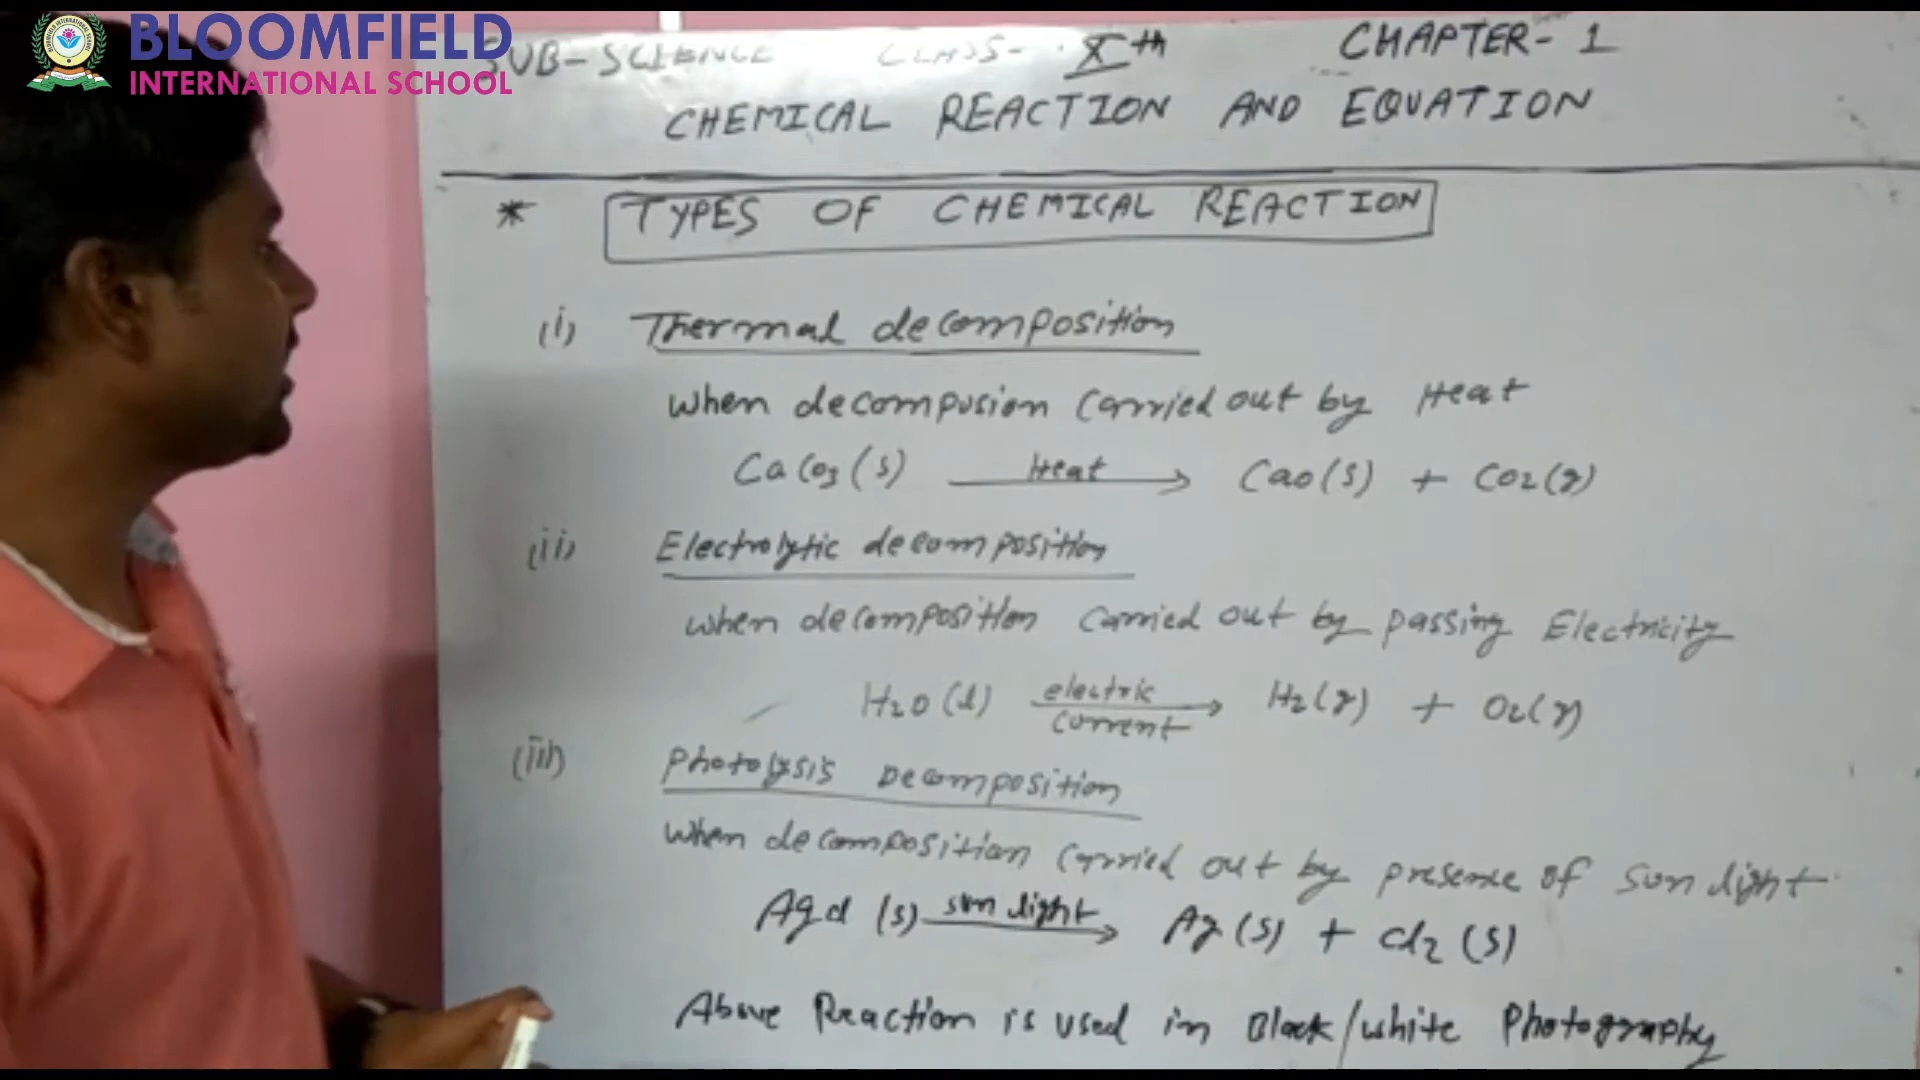 BLOOMFIELD
INTERNATIONAL SCHOOL
SUB-SCIENCE CLASS- Xth CHAPTER-1
CHEMICAL REACTION AND EQUATION
* TYPES OF CHEMICAL REACTION
(i) Thermal decomposition
when decompusion carried out by Heat
CaCO3(s) Heat → CaO(s) + CO2(g)
(ii) Electrolytic decomposition
when decomposition carried out by passing Electricity
H2O(l) electric current → H2(g) + O2(g)
(iii) Photolysis Decomposition
when decomposition carried out by presence of sun light
AgCl (s) sun light → Ag(s) + Cl2(s)
Above Reaction is used in Black/white Photography